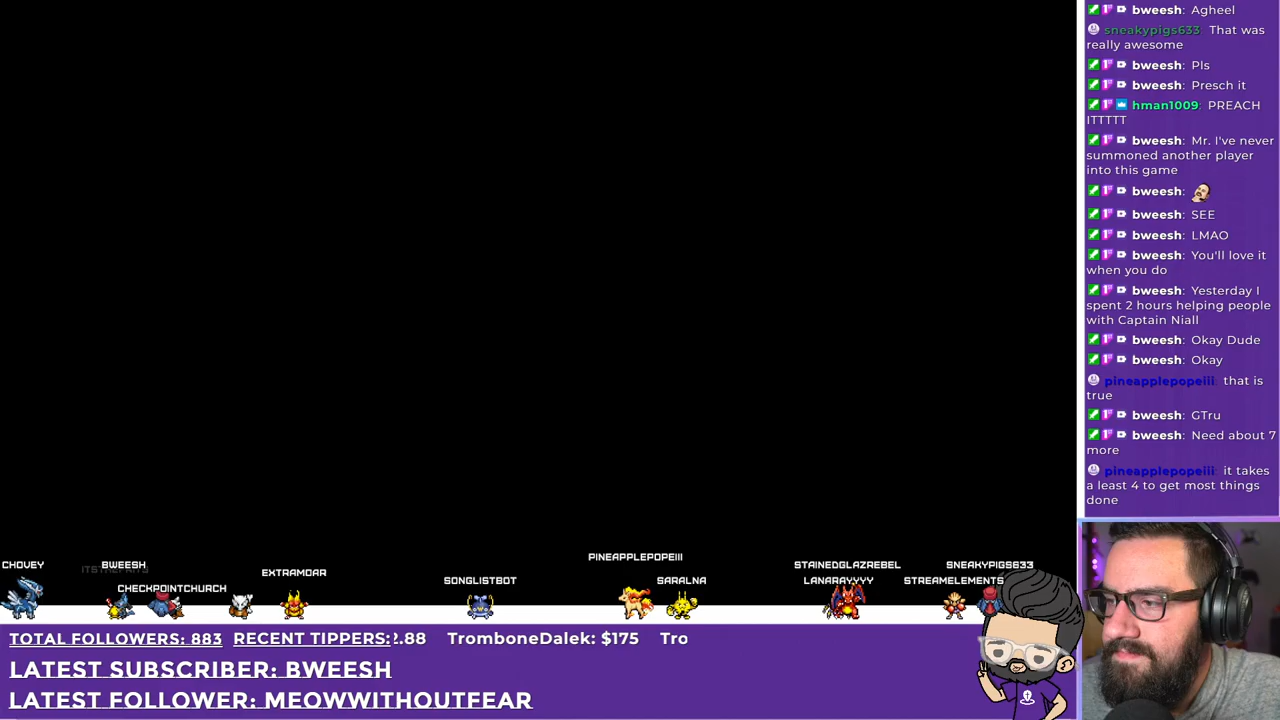 bweesh: Agheel
sneakypigs633 That was
really awesome
bweesh: Pls
bweesh: Presch it
hman1009: PREACH
ITTTTT
bweesh: Mr. I've never
summoned another player
into this game
bweesh:
bweesh: SEE
bweesh: LMAO
bweesh: You'll love it
when you do
bweesh: Yesterday I
spent 2 hours helping people
with Captain Niall
bweesh: Okay Dude
bweesh: Okay
pineapplepopeiii: that is
true
bweesh: GTru
bweesh: Need about 7
more
pineapplepopeiii: it takes
a least 4 to get most things
done
PINEAPPLEPOPEIII
CHOVEY
BWEESH
STAINEDGLAZREBEL
SNEAKYPIGS633
EXTRAMOAR
SONGLISTBOT
SARALNA
LANARAYYYY
STREAMELEMENTS
CHECKPOINTCHURCH
TOTAL FOLLOWERS: 883 RECENT TIPPERS: 2.88 TromboneDalek: $175 Tro
LATEST SUBSCRIBER: BWEESH
LATEST FOLLOWER: MEOWWITHOUTFEAR